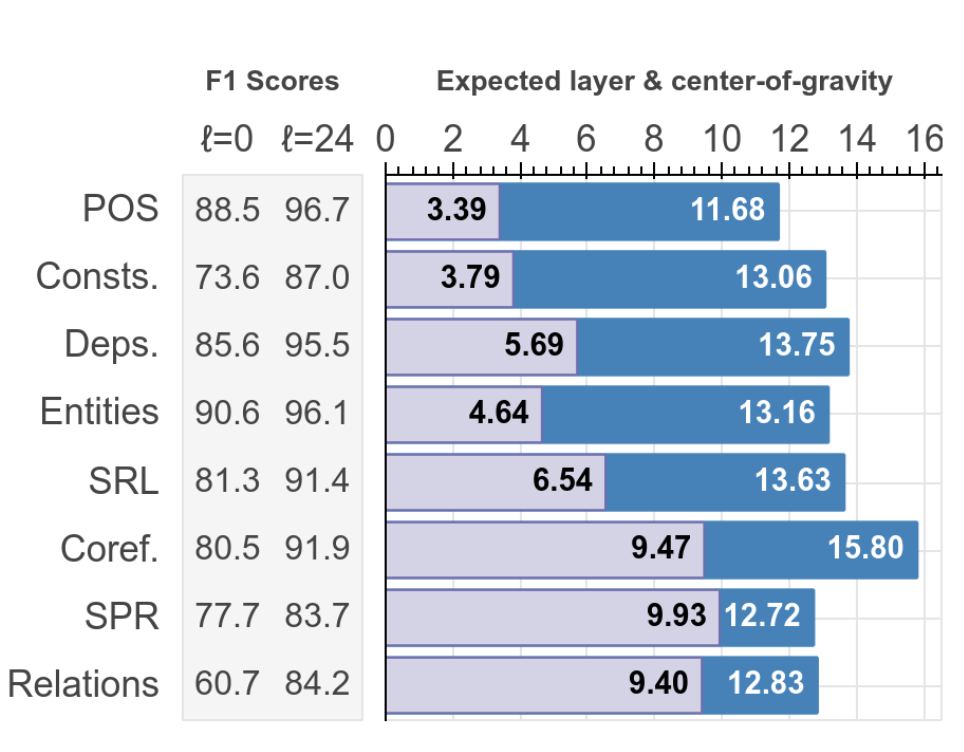 F1 Scores Expected layer & center-of-gravity
ℓ=0 ℓ=24 0 2 4 6 8 10 12 14 16
POS 88.5 96.7 3.39 11.68
Consts. 73.6 87.0 3.79 13.06
Deps. 85.6 95.5 5.69 13.75
Entities 90.6 96.1 4.64 13.16
SRL 81.3 91.4 6.54 13.63
Coref. 80.5 91.9 9.47 15.80
SPR 77.7 83.7 9.93 12.72
Relations 60.7 84.2 9.40 12.83